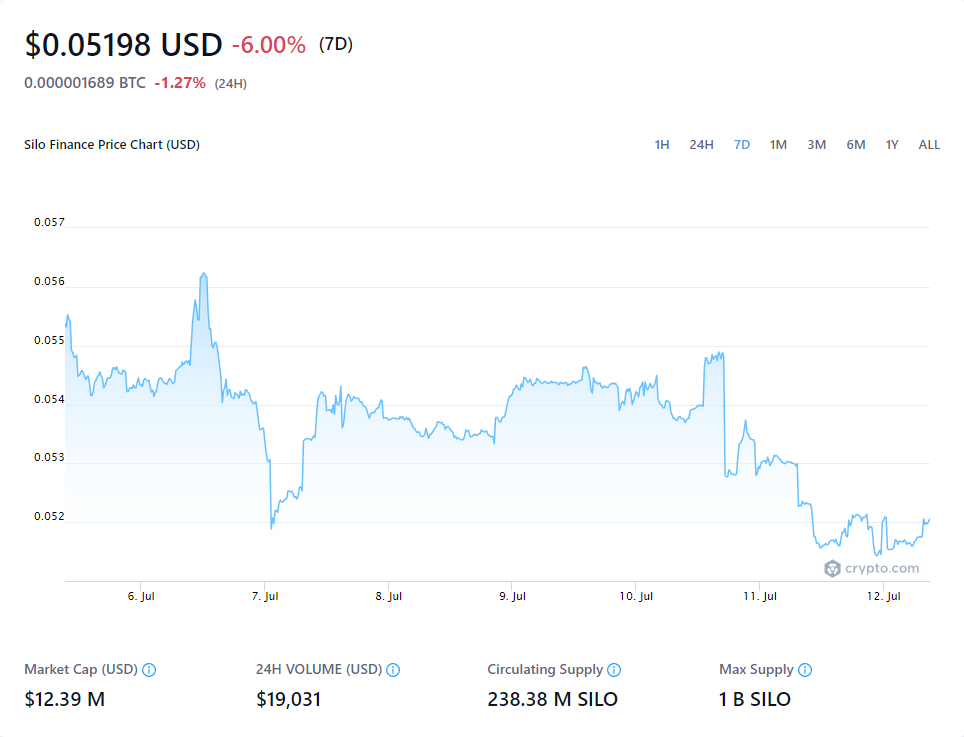 $0.05198 USD -6.00% (7D)
0.000001689 BTC -1.27% (24H)
Silo Finance Price Chart (USD) 1H 24H 7D 1M 3M 6M 1Y ALL
0.057
0.056
0.055
0.054
0.053
0.052
crypto.com
6. Jul 7. Jul 8. Jul 9. Jul 10. Jul 11. Jul 12. Jul
Market Cap (USD) 24H VOLUME (USD) Circulating Supply Max Supply
$12.39 M $19,031 238.38 M SILO 1 B SILO